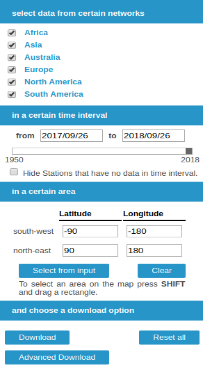 select data from certain networks
Africa
Asia
Australia
Europe
North America
South America
in a certain time interval
from 2017/09/26 to 2018/09/26
1950 2018
Hide Stations that have no data in time interval.
in a certain area
Latitude Longitude
south-west -90 -180
north-east 90 180
Select from input Clear
To select an area on the map press SHIFT
and drag a rectangle.
and choose a download option
Download Reset all
Advanced Download